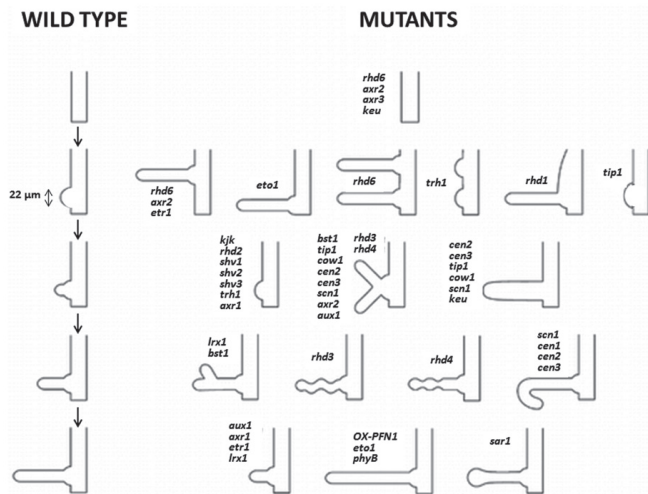 WILD TYPE
MUTANTS
rhd6
axr2
axr3
keu
22 µm
rhd6
axr2
etr1
eto1
rhd6
trh1
rhd1
tip1
kjk
rhd2
shv1
shv2
shv3
trh1
axr1
bst1
tip1
cow1
cen2
cen3
scn1
axr2
aux1
rhd3
rhd4
cen2
cen3
tip1
cow1
scn1
keu
lrx1
bst1
rhd3
rhd4
scn1
cen1
cen2
cen3
aux1
axr1
etr1
lrx1
OX-PFN1
eto1
phyB
sar1